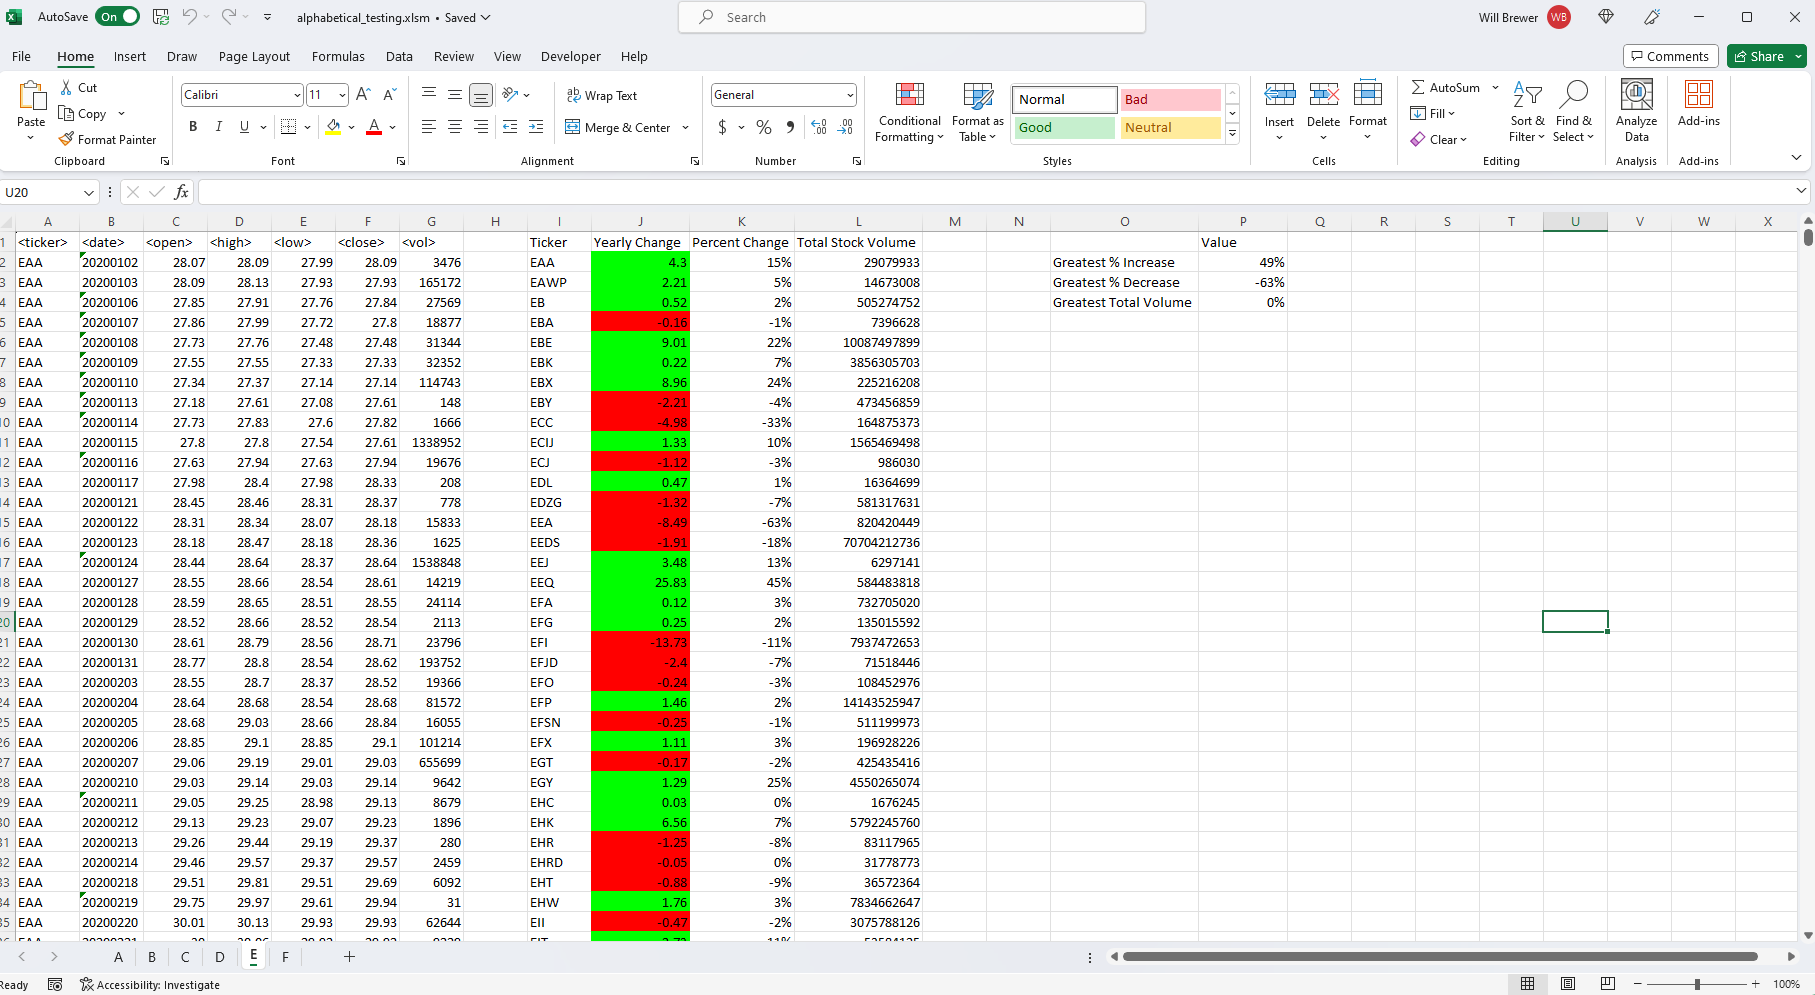 AutoSave On alphabetical_testing.xlsm • Saved Search Will Brewer WB
File Home Insert Draw Page Layout Formulas Data Review View Developer Help Comments Share
Paste Cut Copy Format Painter Clipboard
Calibri 11 B I U A Font
Wrap Text Merge & Center Alignment
General $ % Number
Conditional Formatting Format as Table Normal Bad Good Neutral Styles
Insert Delete Format Cells
AutoSum Fill Clear Sort & Filter Find & Select Editing
Analyze Data Analysis
Add-ins Add-ins
U20 fx
A B C D E F G H I J K L M N O P Q R S T U V W X
1 <ticker> <date> <open> <high> <low> <close> <vol> Ticker Yearly Change Percent Change Total Stock Volume Value
2 EAA 20200102 28.07 28.09 27.99 28.09 3476 EAA 4.3 15% 29079933 Greatest % Increase 49%
3 EAA 20200103 28.09 28.13 27.93 27.93 165172 EAWP 2.21 5% 14673008 Greatest % Decrease -63%
4 EAA 20200106 27.85 27.91 27.76 27.84 27569 EB 0.52 2% 505274752 Greatest Total Volume 0%
5 EAA 20200107 27.86 27.99 27.72 27.8 18877 EBA -0.16 -1% 7396628
6 EAA 20200108 27.73 27.76 27.48 27.48 31344 EBE 9.01 22% 10087497899
7 EAA 20200109 27.55 27.55 27.33 27.33 32352 EBK 0.22 7% 3856305703
8 EAA 20200110 27.34 27.37 27.14 27.14 114743 EBX 8.96 24% 225216208
9 EAA 20200113 27.18 27.61 27.08 27.61 148 EBY -2.21 -4% 473456859
10 EAA 20200114 27.73 27.83 27.6 27.82 1666 ECC -4.98 -33% 164875373
11 EAA 20200115 27.8 27.8 27.54 27.61 1338952 ECIJ 1.33 10% 1565469498
12 EAA 20200116 27.63 27.94 27.63 27.94 19676 ECJ -1.12 -3% 986030
13 EAA 20200117 27.98 28.4 27.98 28.33 208 EDL 0.47 1% 16364699
14 EAA 20200121 28.45 28.46 28.31 28.37 778 EDZG -1.32 -7% 581317631
15 EAA 20200122 28.31 28.34 28.07 28.18 15833 EEA -8.49 -63% 820420449
16 EAA 20200123 28.18 28.47 28.18 28.36 1625 EEDS -1.91 -18% 70704212736
17 EAA 20200124 28.44 28.64 28.37 28.64 1538848 EEJ 3.48 13% 6297141
18 EAA 20200127 28.55 28.66 28.54 28.61 14219 EEQ 25.83 45% 584483818
19 EAA 20200128 28.59 28.65 28.51 28.55 24114 EFA 0.12 3% 732705020
20 EAA 20200129 28.52 28.66 28.52 28.54 2113 EFG 0.25 2% 135015592
21 EAA 20200130 28.61 28.79 28.56 28.71 23796 EFI -13.73 -11% 7937472653
22 EAA 20200131 28.77 28.8 28.54 28.62 193752 EFJD -2.4 -7% 71518446
23 EAA 20200203 28.55 28.7 28.37 28.52 19366 EFO -0.24 -3% 108452976
24 EAA 20200204 28.64 28.68 28.54 28.68 81572 EFP 1.46 2% 14143525947
25 EAA 20200205 28.68 29.03 28.66 28.84 16055 EFSN -0.25 -1% 511199973
26 EAA 20200206 28.85 29.1 28.85 29.1 101214 EFX 1.11 3% 196928226
27 EAA 20200207 29.06 29.19 29.01 29.03 655699 EGT -0.17 -2% 425435416
28 EAA 20200210 29.03 29.14 29.03 29.14 9642 EGY 1.29 25% 4550265074
29 EAA 20200211 29.05 29.25 28.98 29.13 8679 EHC 0.03 0% 1676245
30 EAA 20200212 29.13 29.23 29.07 29.23 1896 EHK 6.56 7% 5792245760
31 EAA 20200213 29.26 29.44 29.19 29.37 280 EHR -1.25 -8% 83117965
32 EAA 20200214 29.46 29.57 29.37 29.57 2459 EHRD -0.05 0% 31778773
33 EAA 20200218 29.51 29.81 29.51 29.69 6092 EHT -0.88 -9% 36572364
34 EAA 20200219 29.75 29.97 29.61 29.94 31 EHW 1.76 3% 7834662647
35 EAA 20200220 30.01 30.13 29.93 29.93 62644 EII -0.47 -2% 3075788126
A B C D E F
Ready Accessibility: Investigate 100%